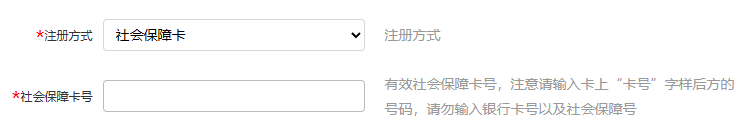 *注册方式 社会保障卡 注册方式
*社会保障卡号 有效社会保障卡号，注意请输入卡上“卡号”字样后方的
号码，请勿输入银行卡号以及社会保障号